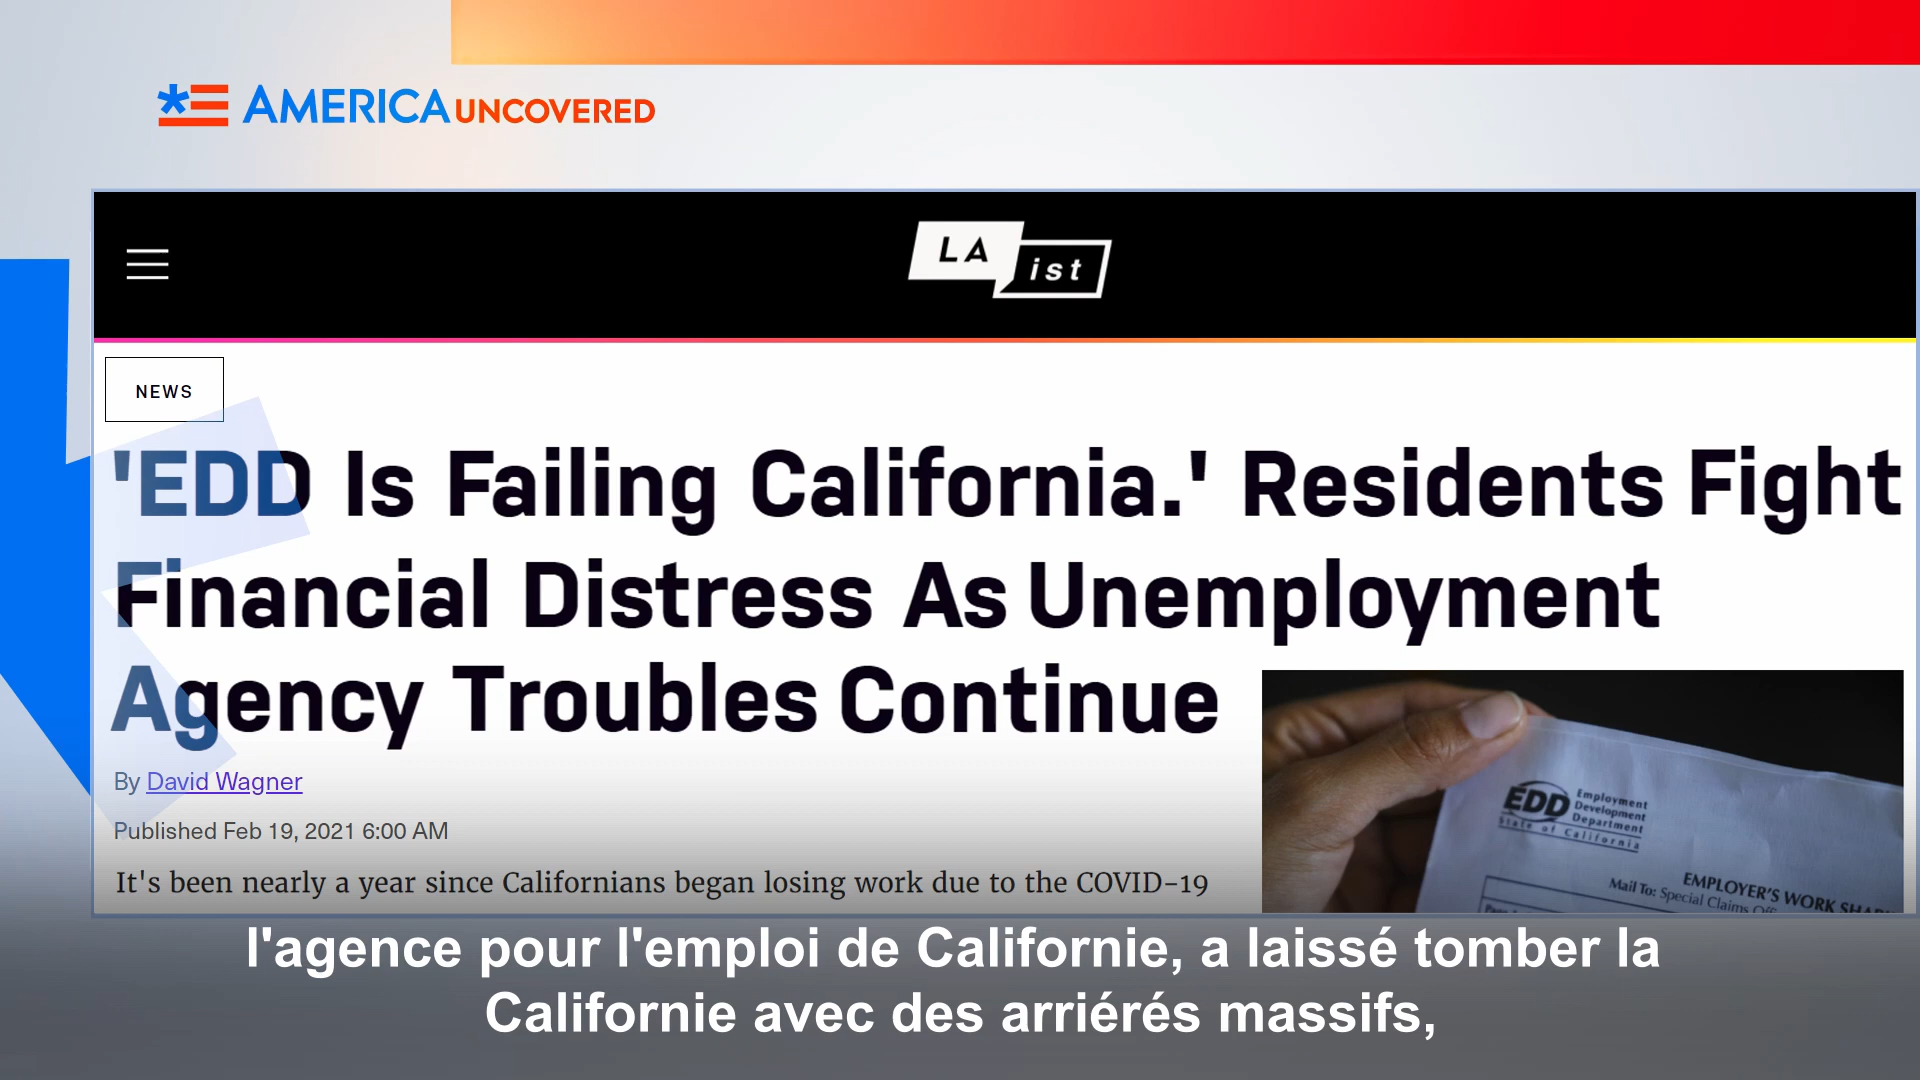 AMERICA UNCOVERED
LA
ist
NEWS
'EDD Is Failing California.' Residents Fight
Financial Distress As Unemployment
Agency Troubles Continue
By David Wagner
Published Feb 19, 2021 6:00 AM
It's been nearly a year since Californians began losing work due to the COVID-19
EDD Employment
Development
Department
State of California
EMPLOYER'S WORK
Mail To: Special Claims
l'agence pour l'emploi de Californie, a laissé tomber la
Californie avec des arriérés massifs,